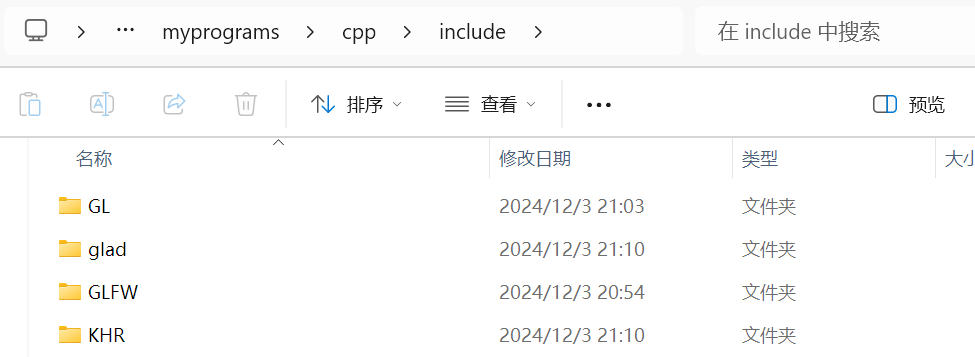 … myprograms cpp include 在 include 中搜索
排序 查看 … 预览
名称 修改日期 类型 大小
GL 2024/12/3 21:03 文件夹
glad 2024/12/3 21:10 文件夹
GLFW 2024/12/3 20:54 文件夹
KHR 2024/12/3 21:10 文件夹